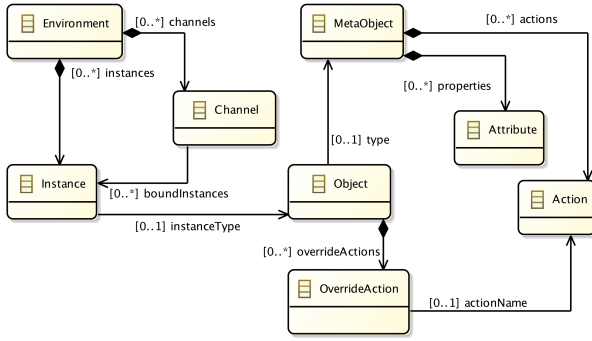 Environment
[0..*] channels
MetaObject
[0..*] actions
[0..*] instances
[0..*] properties
Channel
Attribute
[0..1] type
Instance
[0..*] boundInstances
Object
Action
[0..1] instanceType
[0..*] overrideActions
OverrideAction
[0..1] actionName